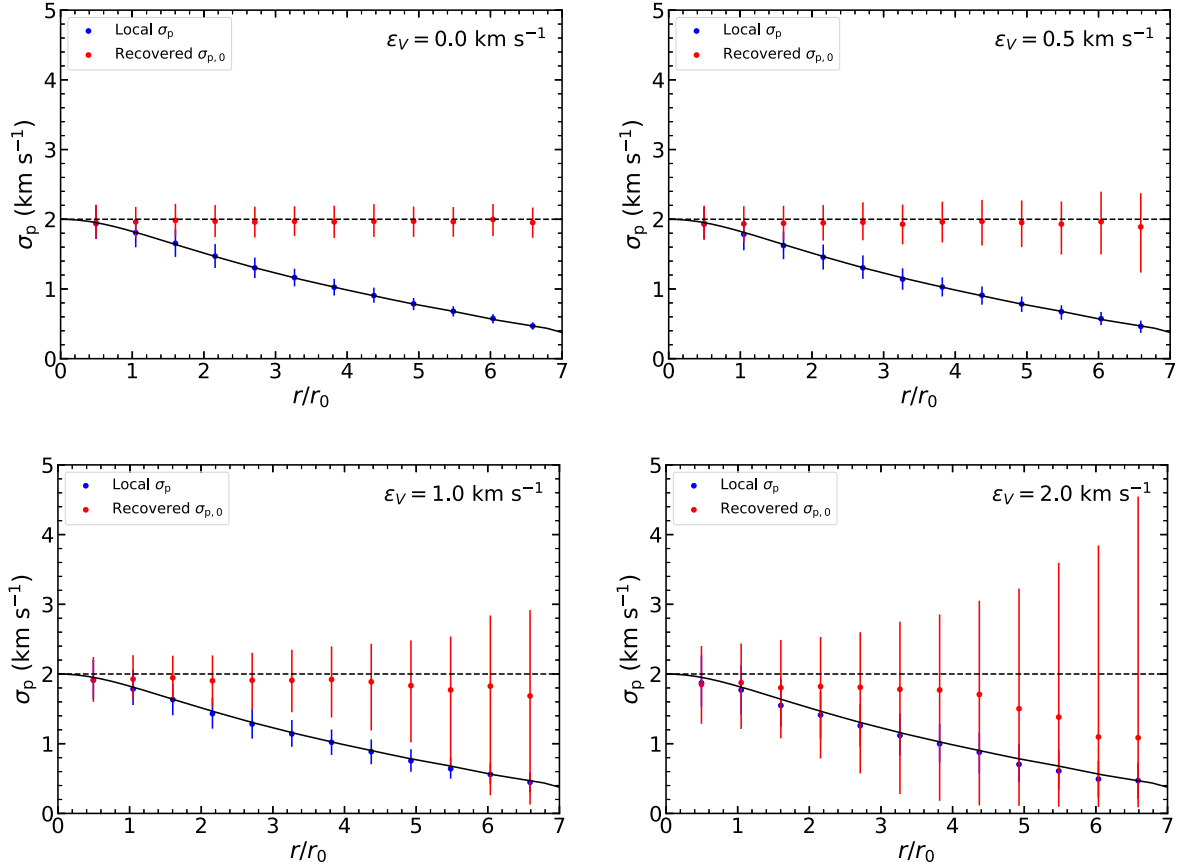 5
Local σp
εV = 0.0 km s⁻¹
Recovered σp,0
4
3
2
1
0
σp (km s⁻¹)
0 1 2 3 4 5 6 7
r/r0
5
Local σp
εV = 0.5 km s⁻¹
Recovered σp,0
4
3
2
1
0
σp (km s⁻¹)
0 1 2 3 4 5 6 7
r/r0
5
Local σp
εV = 1.0 km s⁻¹
Recovered σp,0
4
3
2
1
0
σp (km s⁻¹)
0 1 2 3 4 5 6 7
r/r0
5
Local σp
εV = 2.0 km s⁻¹
Recovered σp,0
4
3
2
1
0
σp (km s⁻¹)
0 1 2 3 4 5 6 7
r/r0